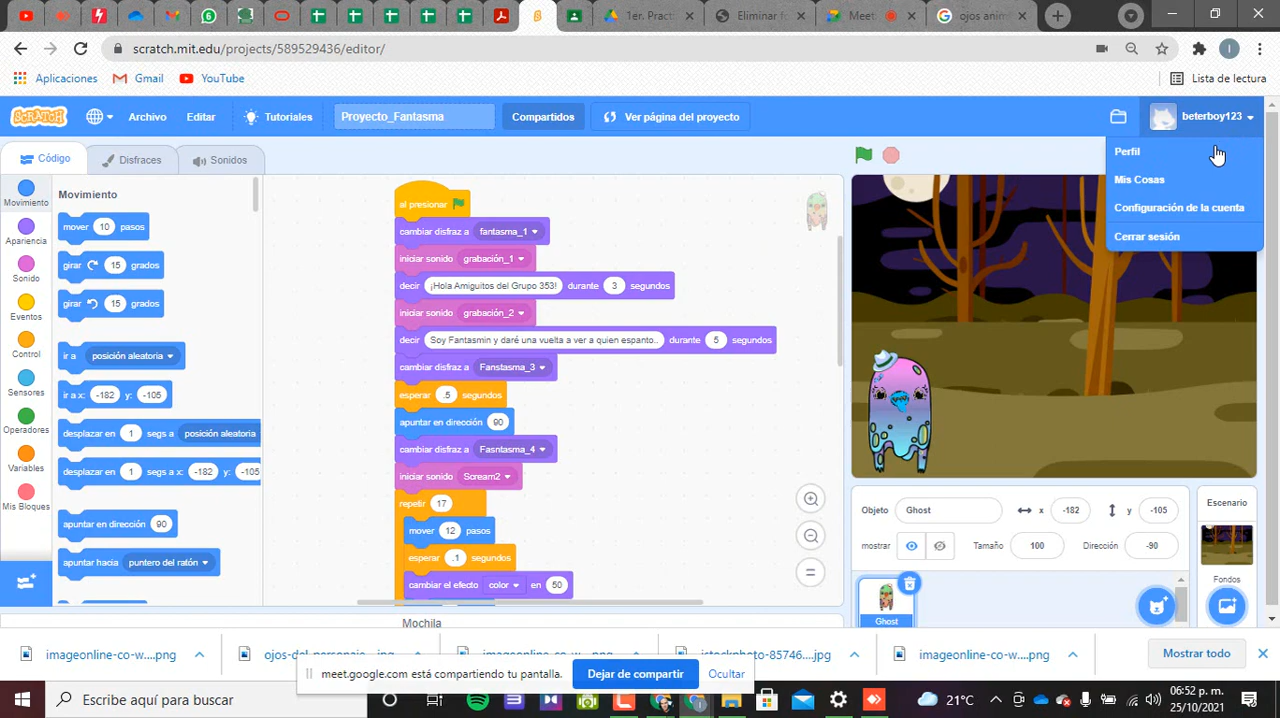 1er. Pract
Eliminar fo
Meet
ojos anim
scratch.mit.edu/projects/589529436/editor/
Aplicaciones
Gmail
YouTube
Lista de lectura
SCRATCH
Archivo
Editar
Tutoriales
Proyecto_Fantasma
Compartidos
Ver página del proyecto
beterboy123
Perfil
Mis Cosas
Configuración de la cuenta
Cerrar sesión
Código
Disfraces
Sonidos
Movimiento
Apariencia
Sonido
Eventos
Control
Sensores
Operadores
Variables
Mis Bloques
Movimiento
mover 10 pasos
girar 15 grados
girar 15 grados
ir a posición aleatoria
ir a x: -182 y: -105
desplazar en 1 segs a posición aleatoria
desplazar en 1 segs a x: -182 y: -105
apuntar en dirección 90
apuntar hacia puntero del ratón
al presionar
cambiar disfraz a fantasma_1
iniciar sonido grabación_1
decir ¡Hola Amiguitos del Grupo 353! durante 3 segundos
iniciar sonido grabación_2
decir Soy Fantasmin y daré una vuelta a ver a quien espanto.. durante 5 segundos
cambiar disfraz a Fanstasma_3
esperar .5 segundos
apuntar en dirección 90
cambiar disfraz a Fasntasma_4
iniciar sonido Scream2
repetir 17
mover 12 pasos
esperar .1 segundos
cambiar el efecto color en 50
Mochila
Objeto Ghost x -182 y -105
mostrar Tamaño 100 Dirección -90
Ghost
Escenario
Fondos
imageonline-co-w....png
ojos-del-personaje
imageonline-co-w
istockphoto-85746....jpg
imageonline-co-w....png
Mostrar todo
meet.google.com está compartiendo tu pantalla.
Dejar de compartir
Ocultar
Escribe aquí para buscar
21°C
06:52 p. m.
25/10/2021